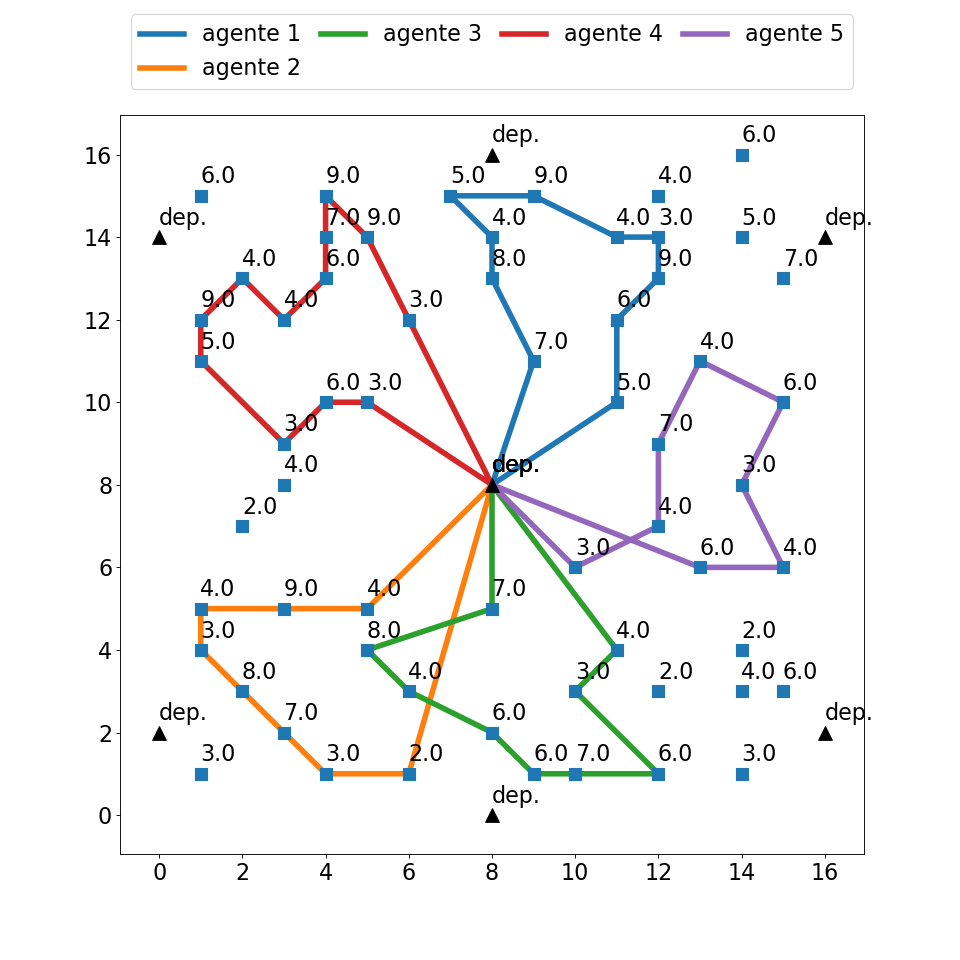 agente 1 agente 3 agente 4 agente 5
agente 2
6.0
dep.
16
6.0 9.0 5.0 9.0 4.0
dep. 7.0 9.0 4.0 4.0 3.0 5.0 dep.
14
4.0 6.0 8.0 9.0 7.0
9.0 4.0 3.0 6.0
12
5.0 7.0 4.0
6.0 3.0 5.0 6.0
10
3.0 7.0
4.0 dep. 3.0
8
2.0 4.0
3.0 6.0 4.0
6
4.0 9.0 4.0 7.0
3.0 8.0 4.0 2.0
4
8.0 4.0 3.0 2.0 4.0 6.0
dep. 7.0 6.0 dep.
2
3.0 3.0 2.0 6.0 7.0 6.0 3.0
dep.
0
0 2 4 6 8 10 12 14 16